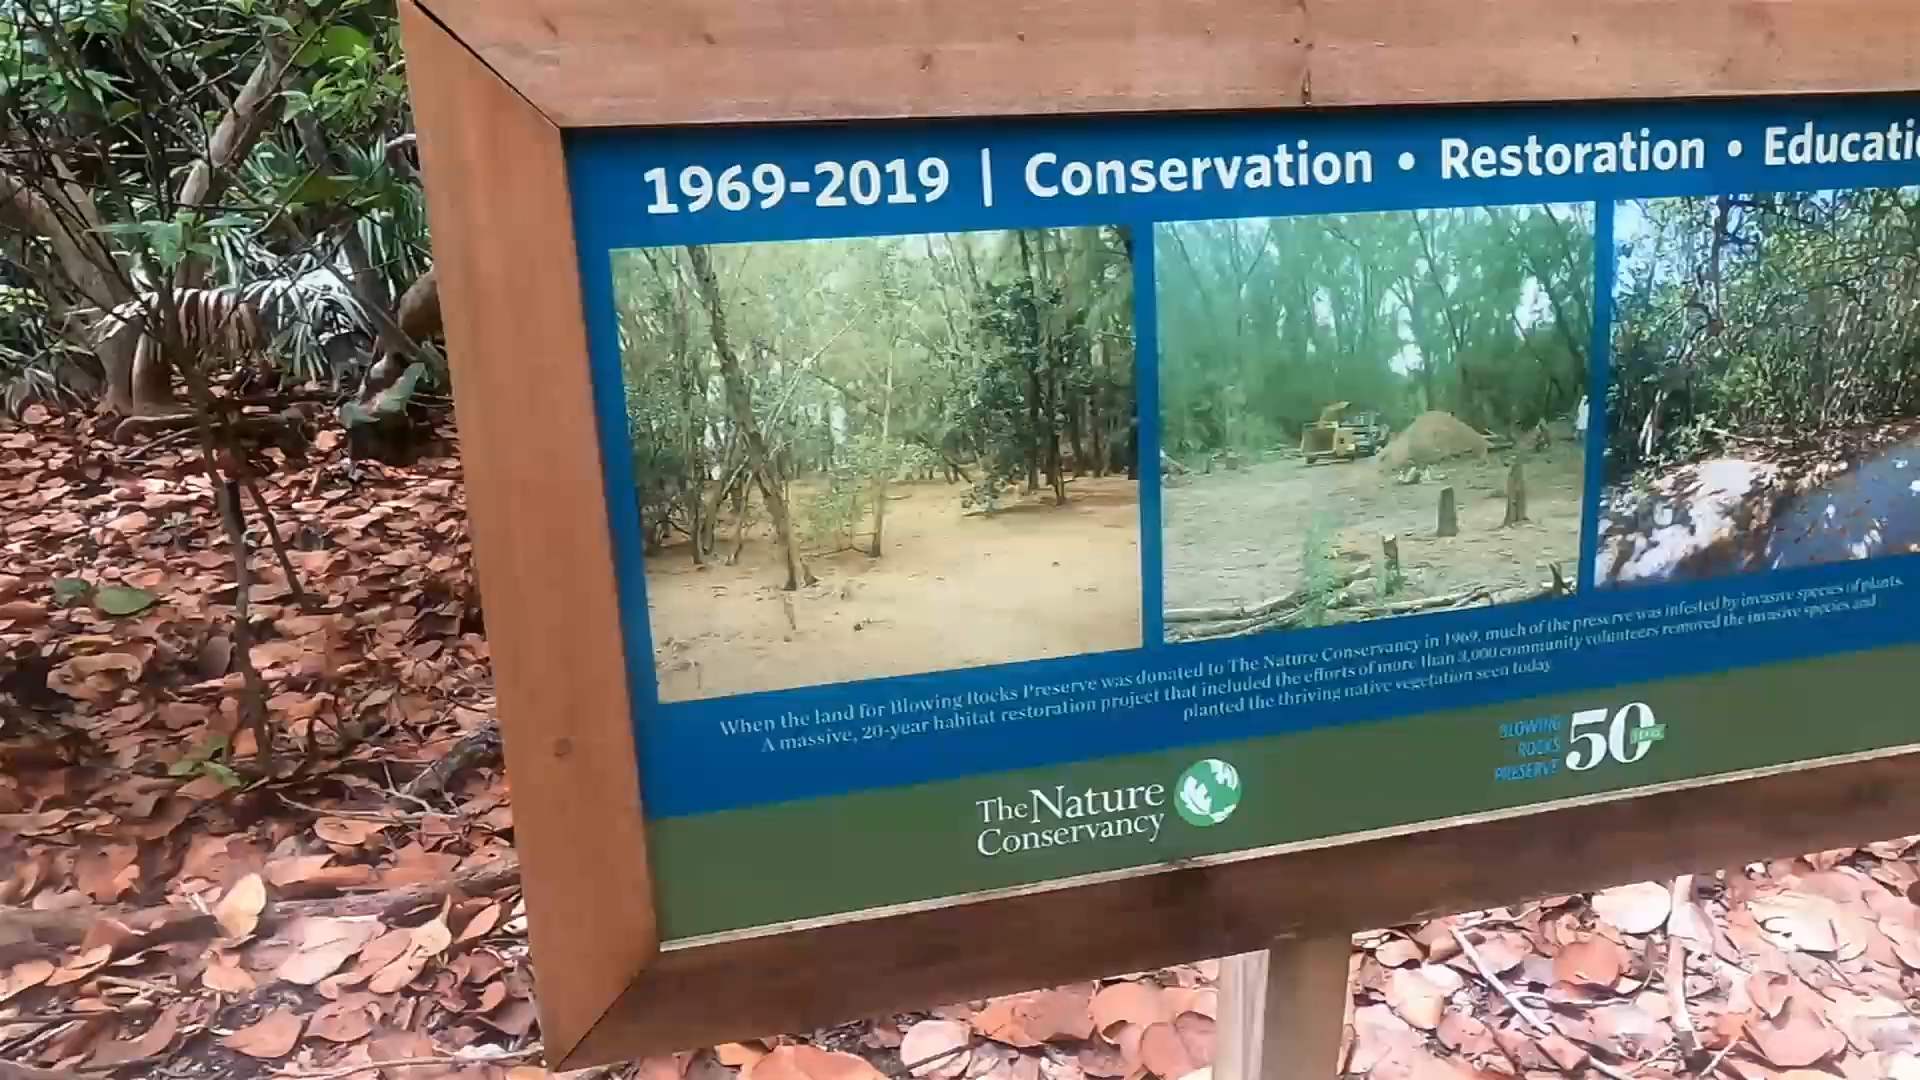 1969-2019 | Conservation • Restoration • Educati
When the land for Blowing Rocks Preserve was donated to The Nature Conservancy in 1969, much of the preserve was infested by invasive species of plants.
A massive, 20-year habitat restoration project that included the efforts of more than 3,000 community volunteers removed the invasive species and
planted the thriving native vegetation seen today
The Nature
Conservancy
BLOWING
ROCKS
PRESERVE
50
YEARS